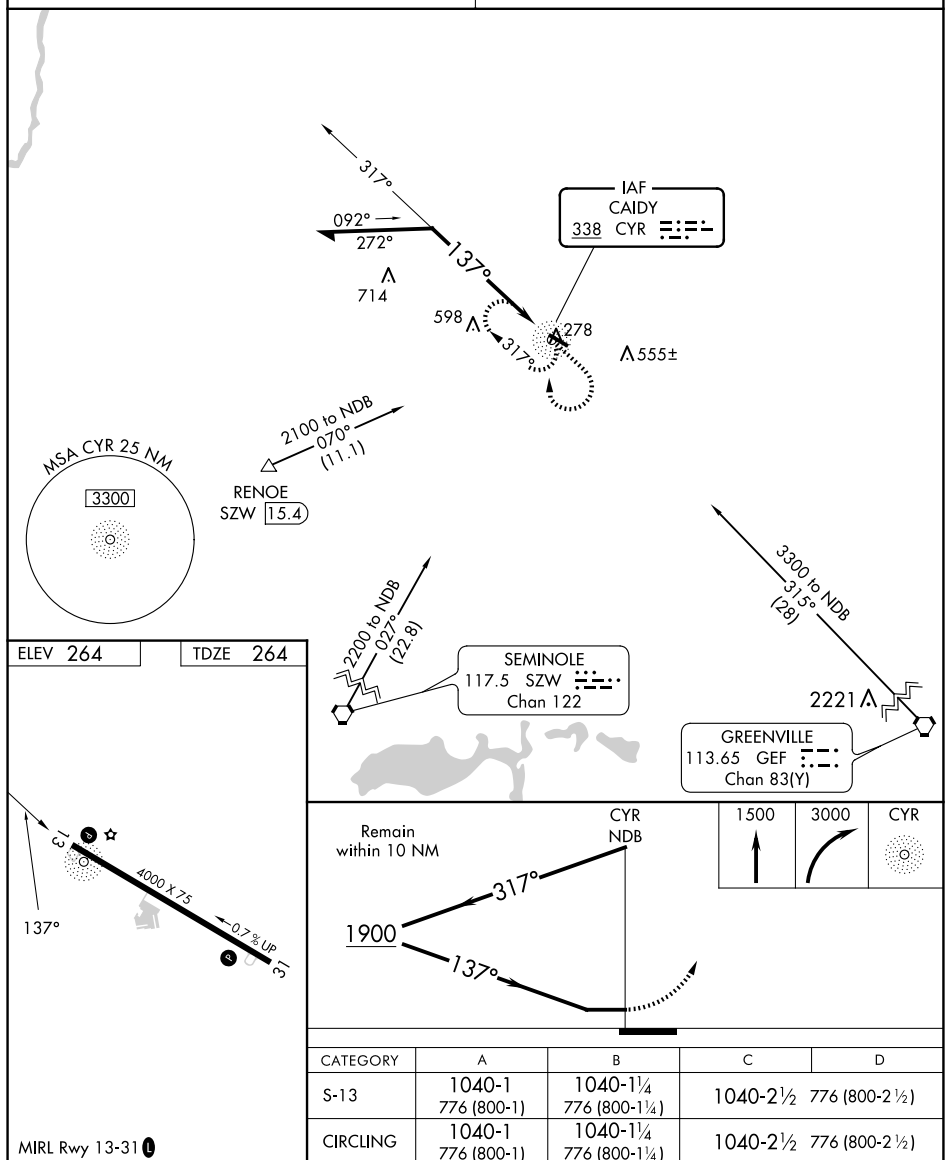 317°
092°
272°
137°
714
IAF
CAIDY
338 CYR
598
278
317°
555±
2100 to NDB
070°
(11.1)
MSA CYR 25 NM
3300
RENOE
SZW 15.4
3300 to NDB
315°
(28)
2200 to NDB
027°
(22.8)
SEMINOLE
117.5 SZW
Chan 122
2221
GREENVILLE
113.65 GEF
Chan 83(Y)
ELEV 264 TDZE 264
13
P
4000 X 75
137°
0.7% UP
P
31
MIRL Rwy 13-31 L
Remain
within 10 NM
CYR
NDB
317°
1900
137°
1500 3000 CYR
CATEGORY A B C D
S-13 1040-1 1040-1¼ 1040-2½ 776 (800-2½)
776 (800-1) 776 (800-1¼)
CIRCLING 1040-1 1040-1¼ 1040-2½ 776 (800-2½)
776 (800-1) 776 (800-1¼)